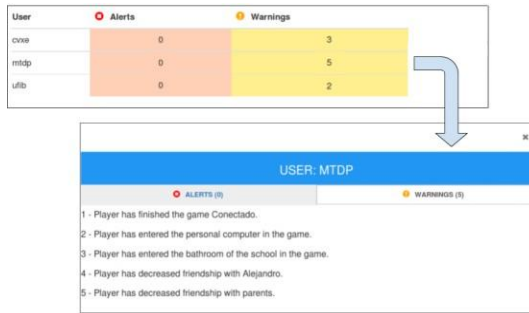 User Alerts Warnings
cvxe 0 3
mtdp 0 5
ufib 0 2
USER: MTDP
ALERTS (0) WARNINGS (5)
1 - Player has finished the game Conectado.
2 - Player has entered the personal computer in the game.
3 - Player has entered the bathroom of the school in the game.
4 - Player has decreased friendship with Alejandro.
5 - Player has decreased friendship with parents.